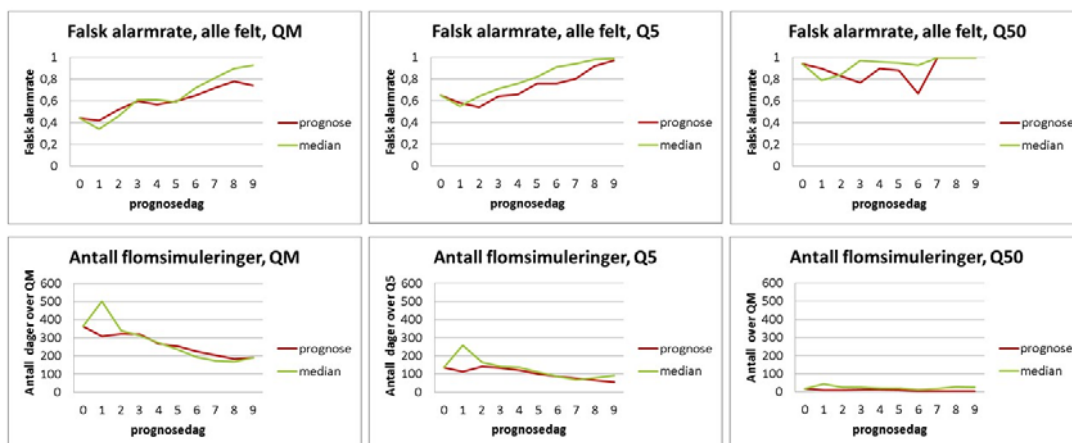 Falsk alarmrate, alle felt, QM
Falsk alarmrate
1
0,8
0,6
0,4
0,2
0
0 1 2 3 4 5 6 7 8 9
prognosedag
prognose
median
Falsk alarmrate, alle felt, Q5
Falsk alarmrate
1
0,8
0,6
0,4
0,2
0
0 1 2 3 4 5 6 7 8 9
prognosedag
prognose
median
Falsk alarmrate, alle felt, Q50
Falsk alarmrate
1
0,8
0,6
0,4
0,2
0
0 1 2 3 4 5 6 7 8 9
prognosedag
prognose
median
Antall flomsimuleringer, QM
Antall dager over QM
600
500
400
300
200
100
0
0 1 2 3 4 5 6 7 8 9
prognosedag
prognose
median
Antall flomsimuleringer, Q5
Antall dager over Q5
600
500
400
300
200
100
0
0 1 2 3 4 5 6 7 8 9
prognosedag
prognose
median
Antall flomsimuleringer, Q50
Antall over QM
600
500
400
300
200
100
0
0 1 2 3 4 5 6 7 8 9
prognosedag
prognose
median